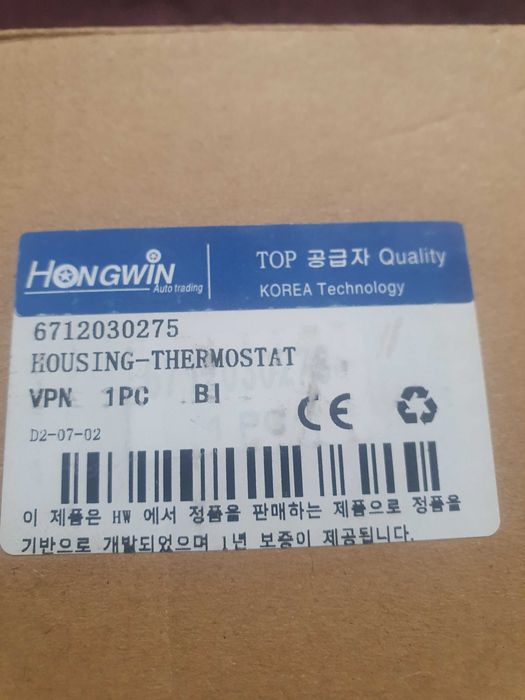 HONGWIN
Auto trading
TOP 공급자 Quality
KOREA Technology
6712030275
HOUSING-THERMOSTAT
VPN 1PC BI
CE
D2-07-02
이 제품은 HW 에서 정품을 판매하는 제품으로 정품을
기반으로 개발되었으며 1년 보증이 제공됩니다.